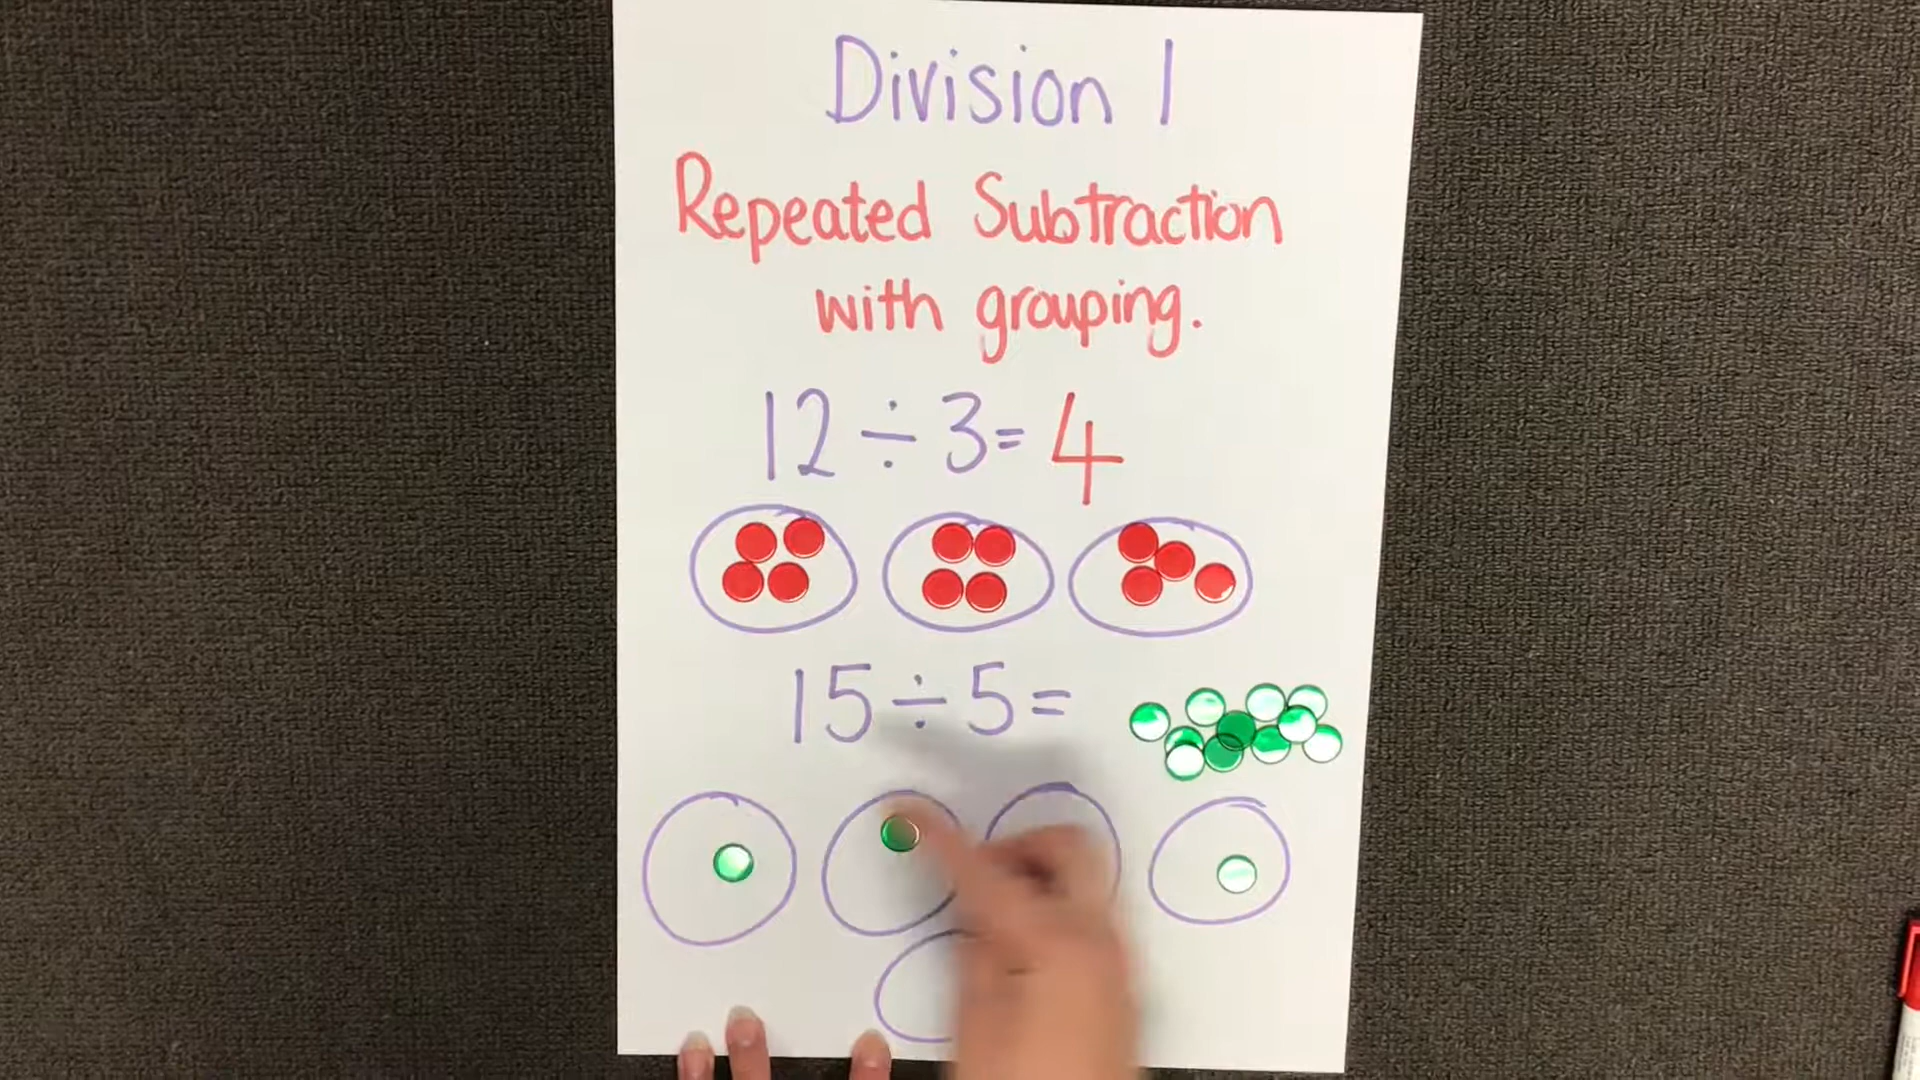 Division 1
Repeated Subtraction
with grouping.
12 ÷ 3 = 4
15 ÷ 5 =